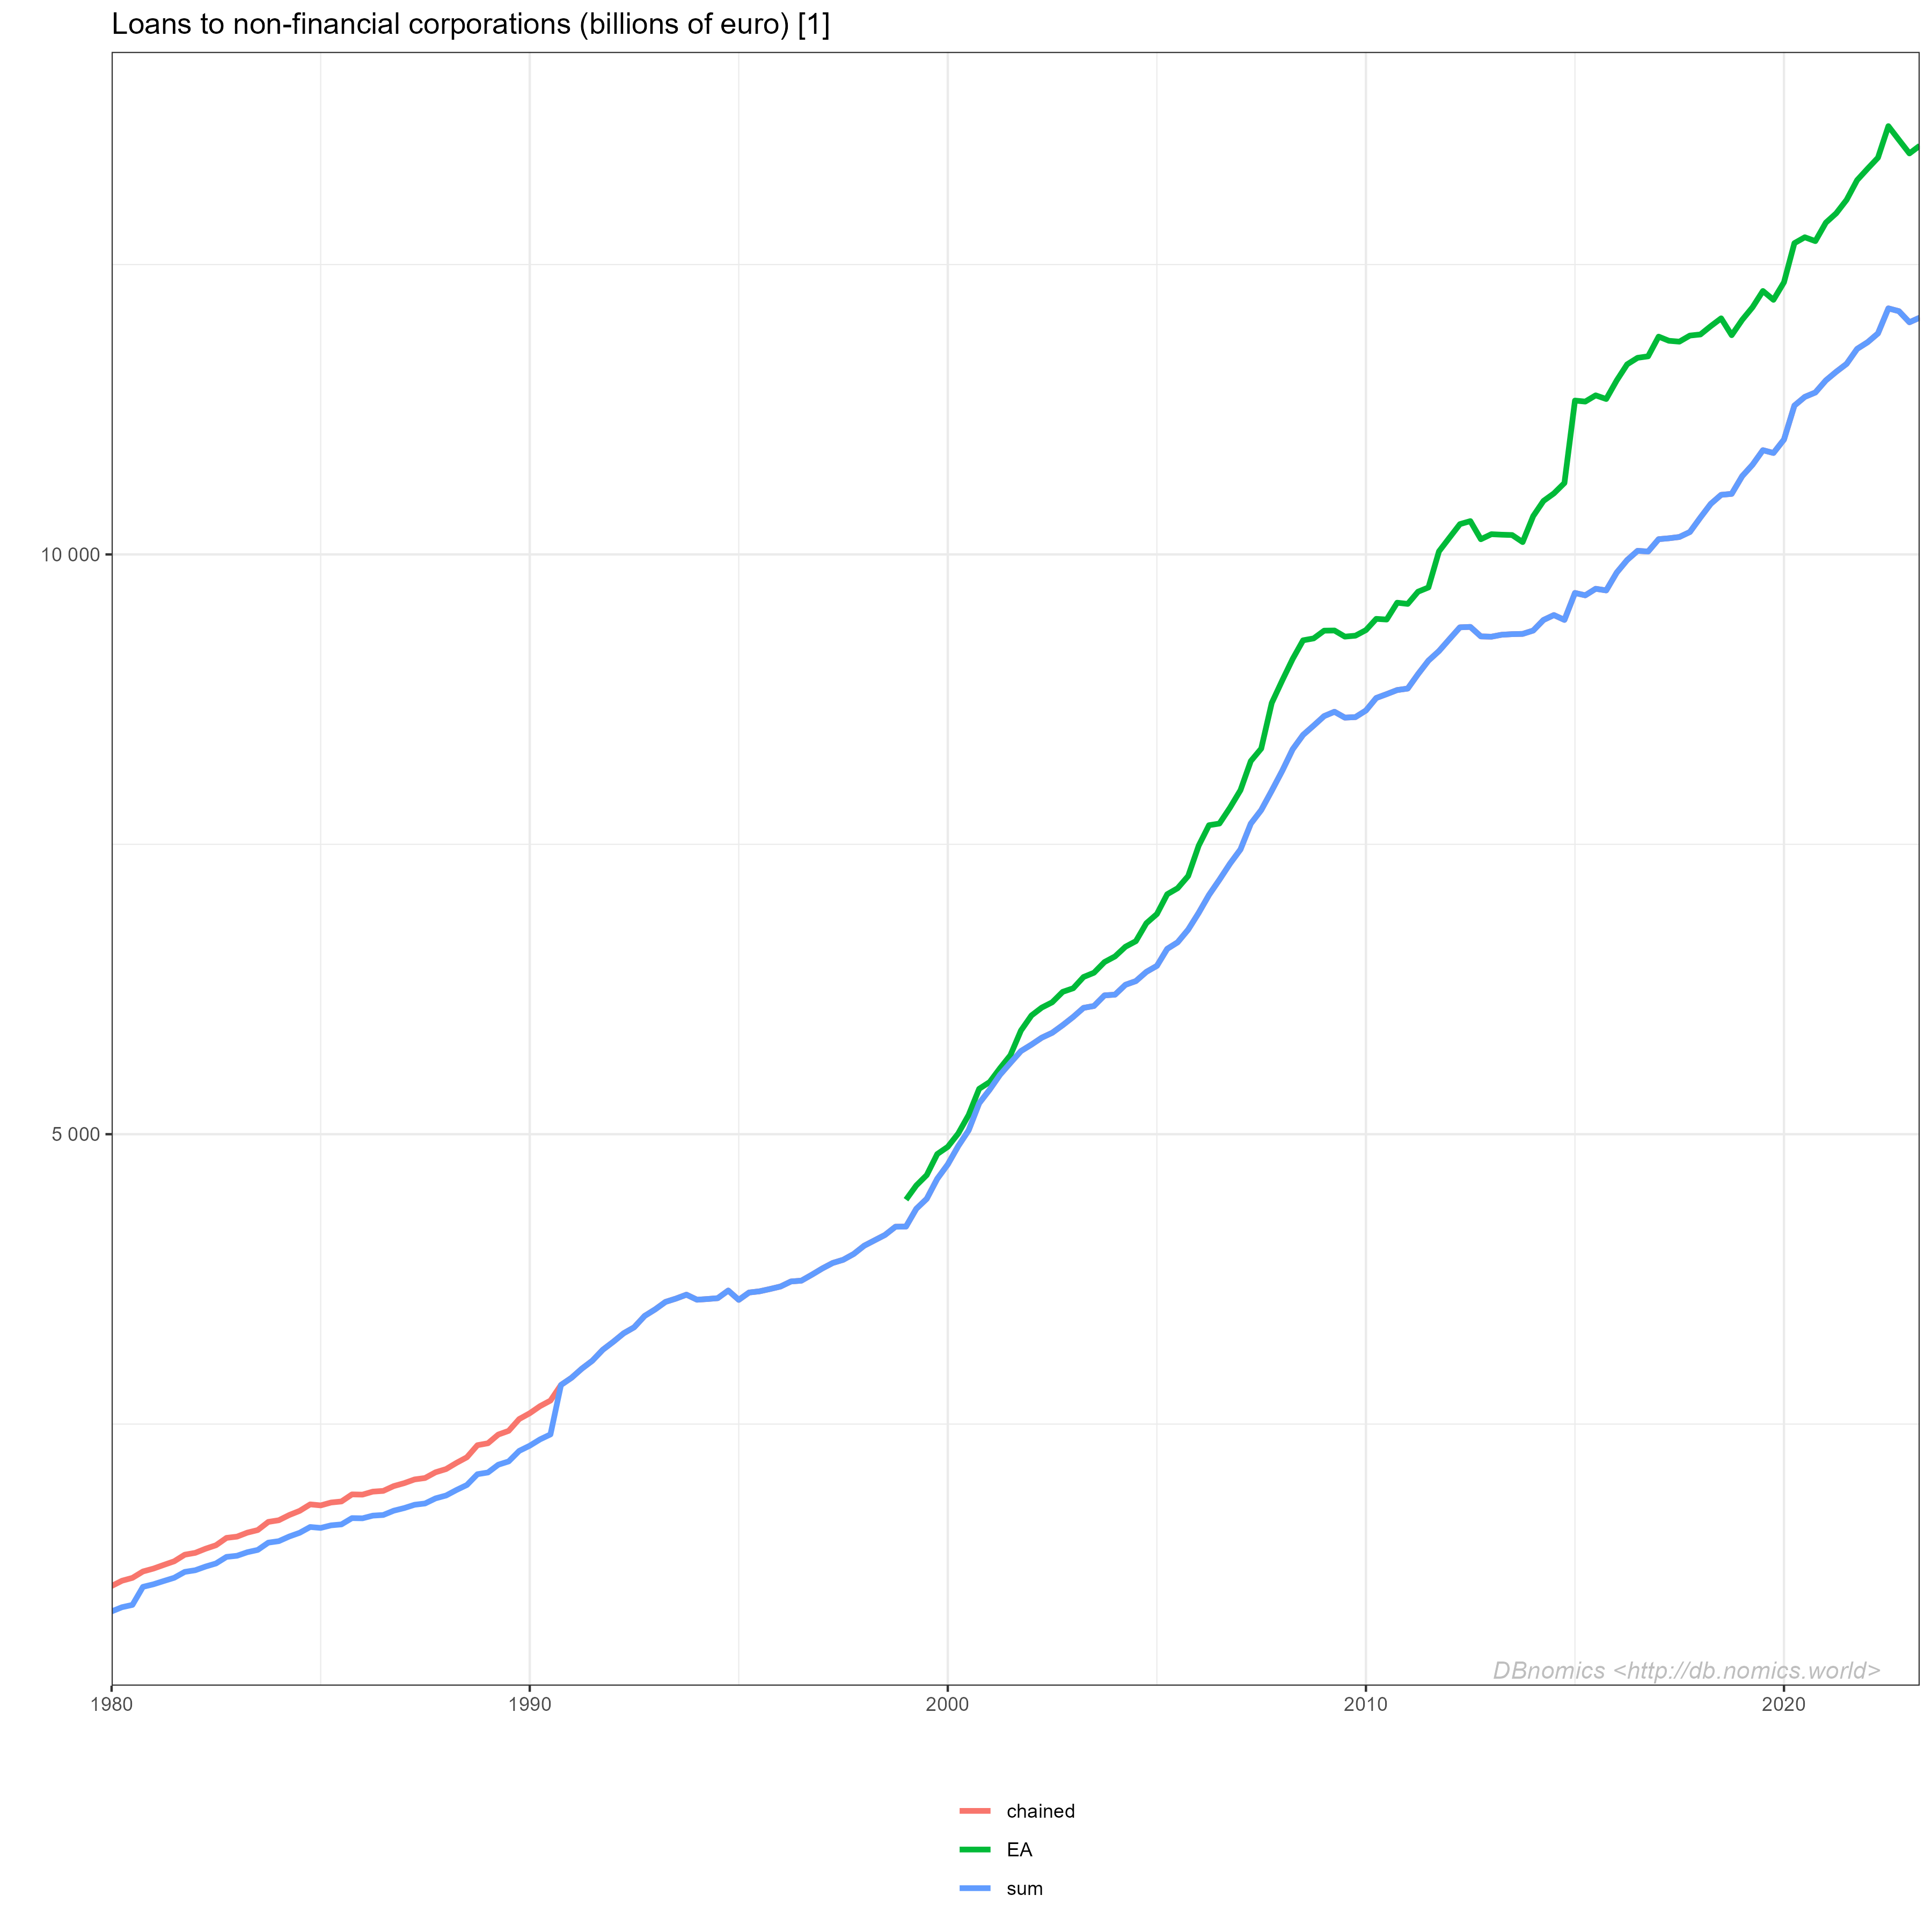 Loans to non-financial corporations (billions of euro) [1]
10 000
5 000
DBnomics <http://db.nomics.world>
1980 1990 2000 2010 2020
chained
EA
sum